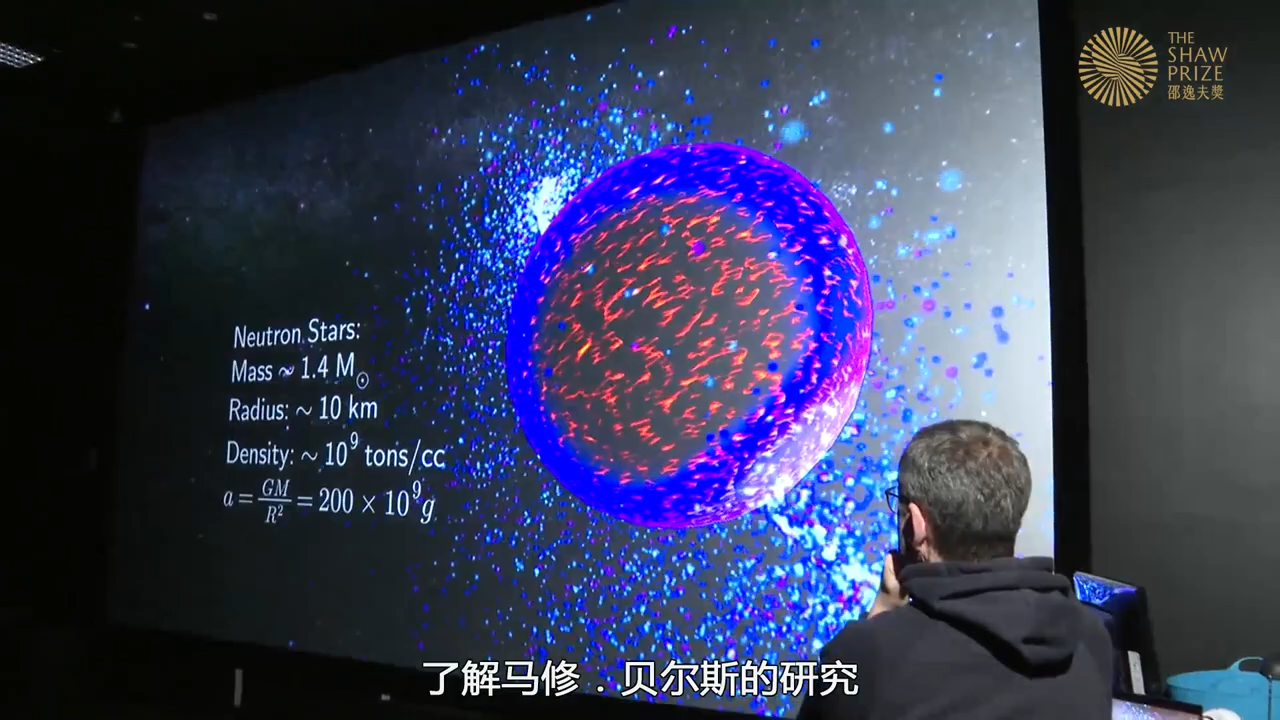 THE
SHAW
PRIZE
邵逸夫獎
Neutron Stars:
Mass ~ 1.4 M☉
Radius: ~ 10 km
Density: ~ 10⁹ tons/cc
a = GM/R² = 200 × 10⁹g
了解马修．贝尔斯的研究